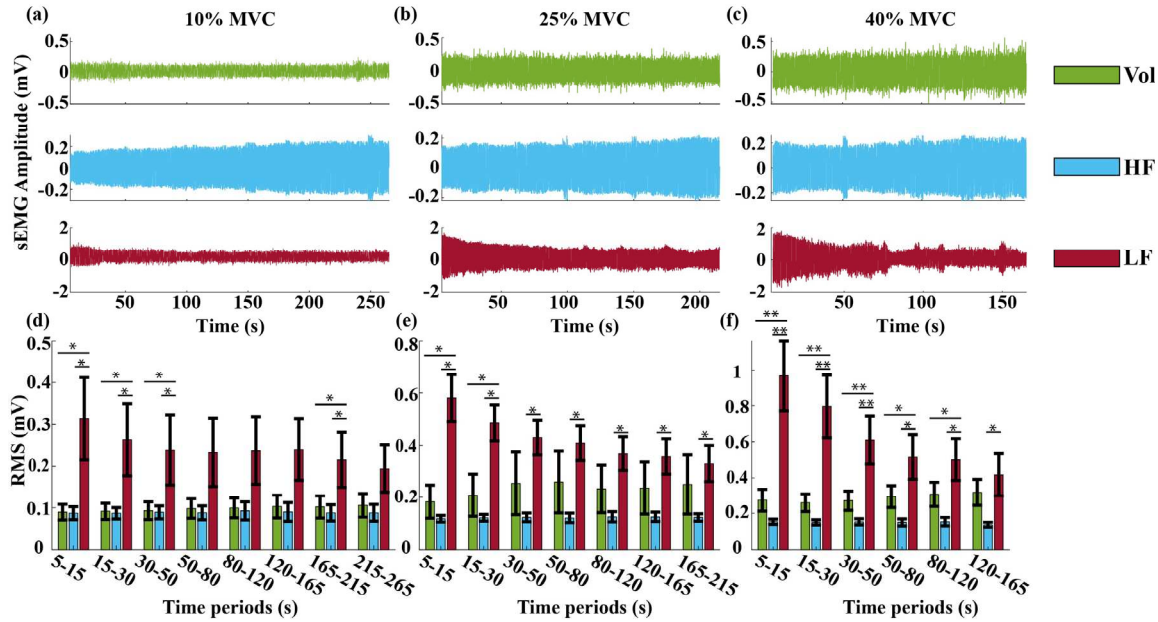 (a) 10% MVC (b) 25% MVC (c) 40% MVC
sEMG Amplitude (mV)
0.5 0.5 0.5
0 0 0
-0.5 -0.5 -0.5
Vol
0.2 0.2 0.2
0 0 0
-0.2 0.2 0.2
HF
2 2 2
0 0 0
2 2 2
LF
50 100 150 200 250 50 100 150 200 50 100 150
Time (s) Time (s) Time (s)
(d) (e) (f)
RMS (mV)
0.5
0.4
0.3
0.2
0.1
0
* * * * * * * *
5-15 15-30 30-50 50-80 80-120 120-165 165-215 215-265
Time periods (s)
0.8
0.6
0.4
0.2
0
* * * * * * * * *
5-15 15-30 30-50 50-80 80-120 120-165 165-215
Time periods (s)
1
0.8
0.6
0.4
0.2
0
** ** ** ** ** ** * * * * *
5-15 15-30 30-50 50-80 80-120 120-165
Time periods (s)